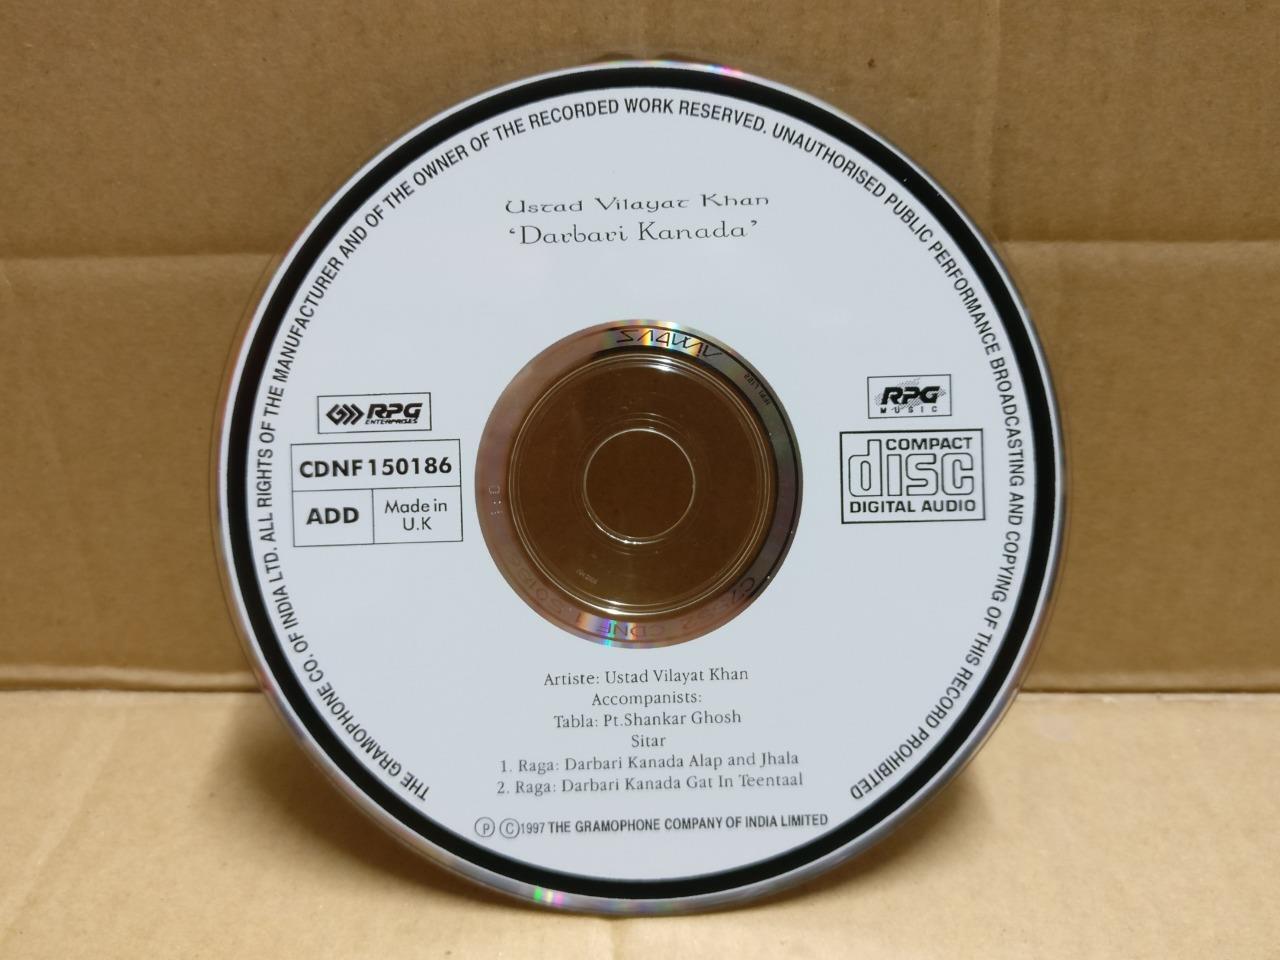 THE GRAMOPHONE CO. OF INDIA LTD. ALL RIGHTS OF THE MANUFACTURER AND OF THE OWNER OF THE RECORDED WORK RESERVED. UNAUTHORISED PUBLIC PERFORMANCE BROADCASTING AND COPYING OF THIS RECORD PROHIBITED
Ustad Vilayat Khan
‘Darbari Kanada’
RPG
ENTERPRISES
CDNF 150186
ADD
Made in
U.K
RPG
MUSIC
COMPACT
disc
DIGITAL AUDIO
Artiste: Ustad Vilayat Khan
Accompanists:
Tabla: Pt.Shankar Ghosh
Sitar
1. Raga: Darbari Kanada Alap and Jhala
2. Raga: Darbari Kanada Gat In Teentaal
Ⓟ Ⓒ1997 THE GRAMOPHONE COMPANY OF INDIA LIMITED